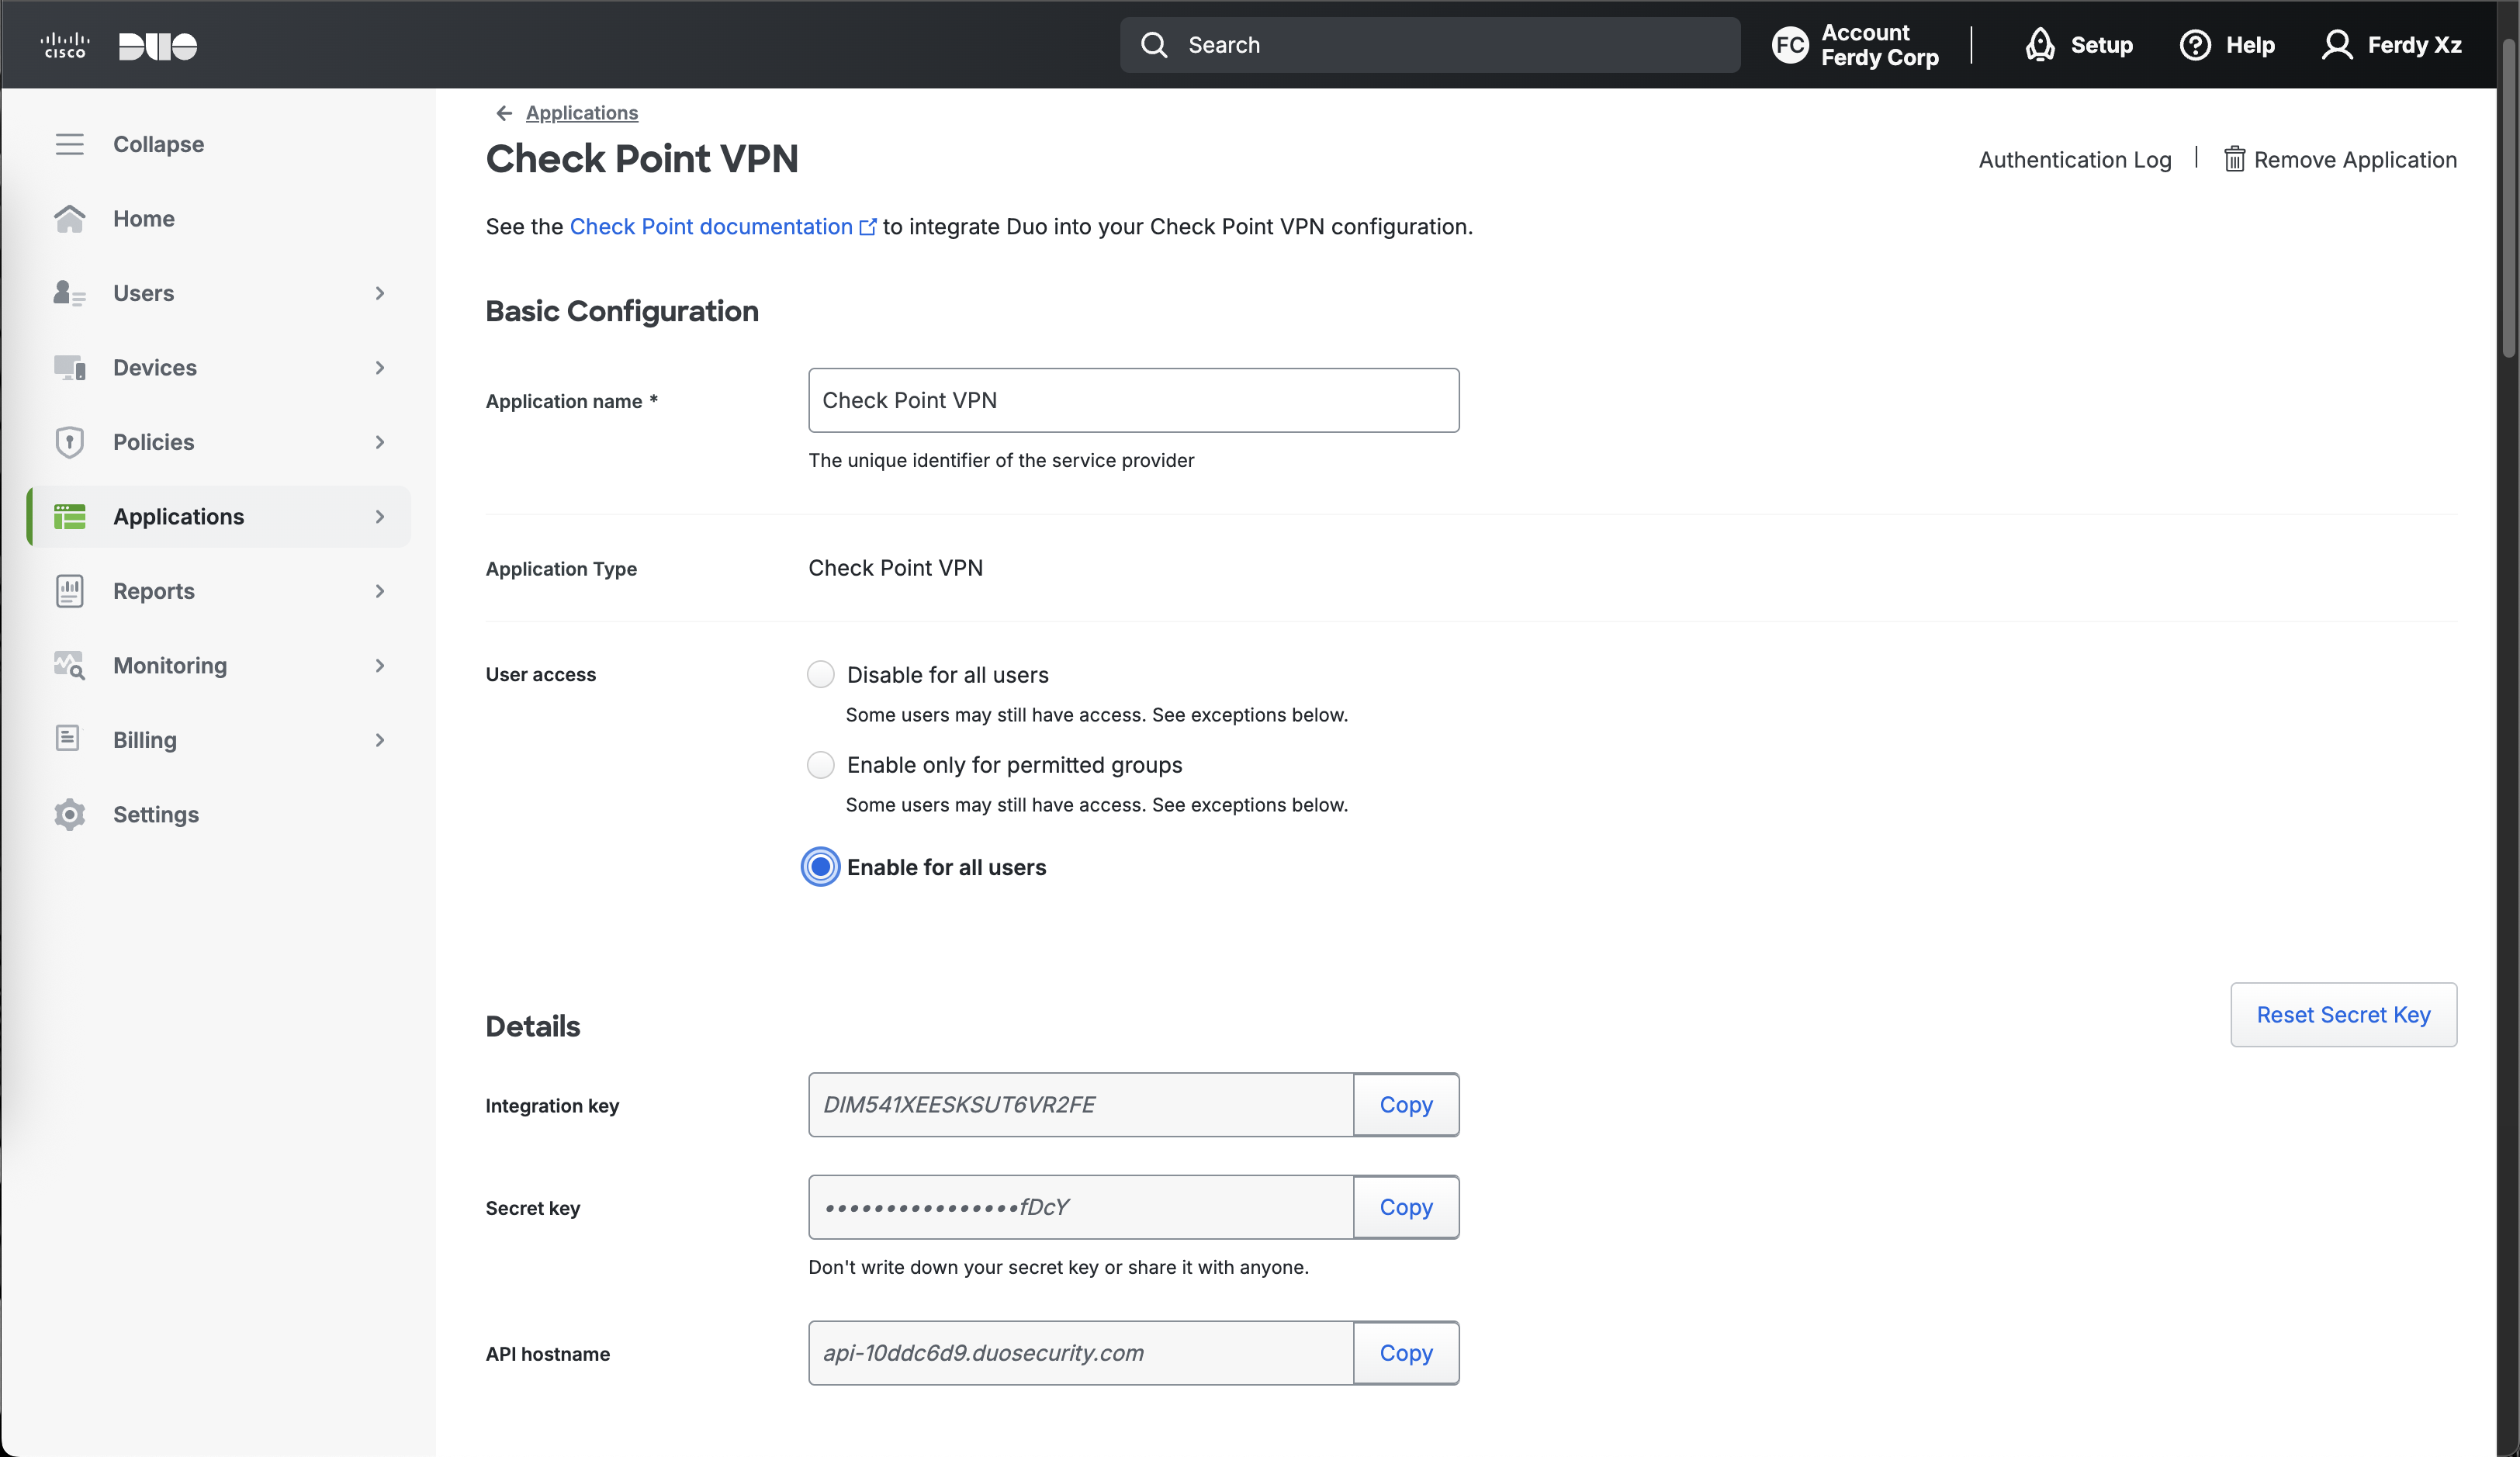 CISCO
DUO
Search
FC
Account
Ferdy Corp
Setup
Help
Ferdy Xz
Collapse
Home
Users
Devices
Policies
Applications
Reports
Monitoring
Billing
Settings
Applications
Check Point VPN
Authentication Log
Remove Application
See the Check Point documentation to integrate Duo into your Check Point VPN configuration.
Basic Configuration
Application name *
Check Point VPN
The unique identifier of the service provider
Application Type
Check Point VPN
User access
Disable for all users
Some users may still have access. See exceptions below.
Enable only for permitted groups
Some users may still have access. See exceptions below.
Enable for all users
Details
Reset Secret Key
Integration key
DIM541XEESKSUT6VR2FE
Copy
Secret key
••••••••••••••••fDcY
Copy
Don't write down your secret key or share it with anyone.
API hostname
api-10ddc6d9.duosecurity.com
Copy